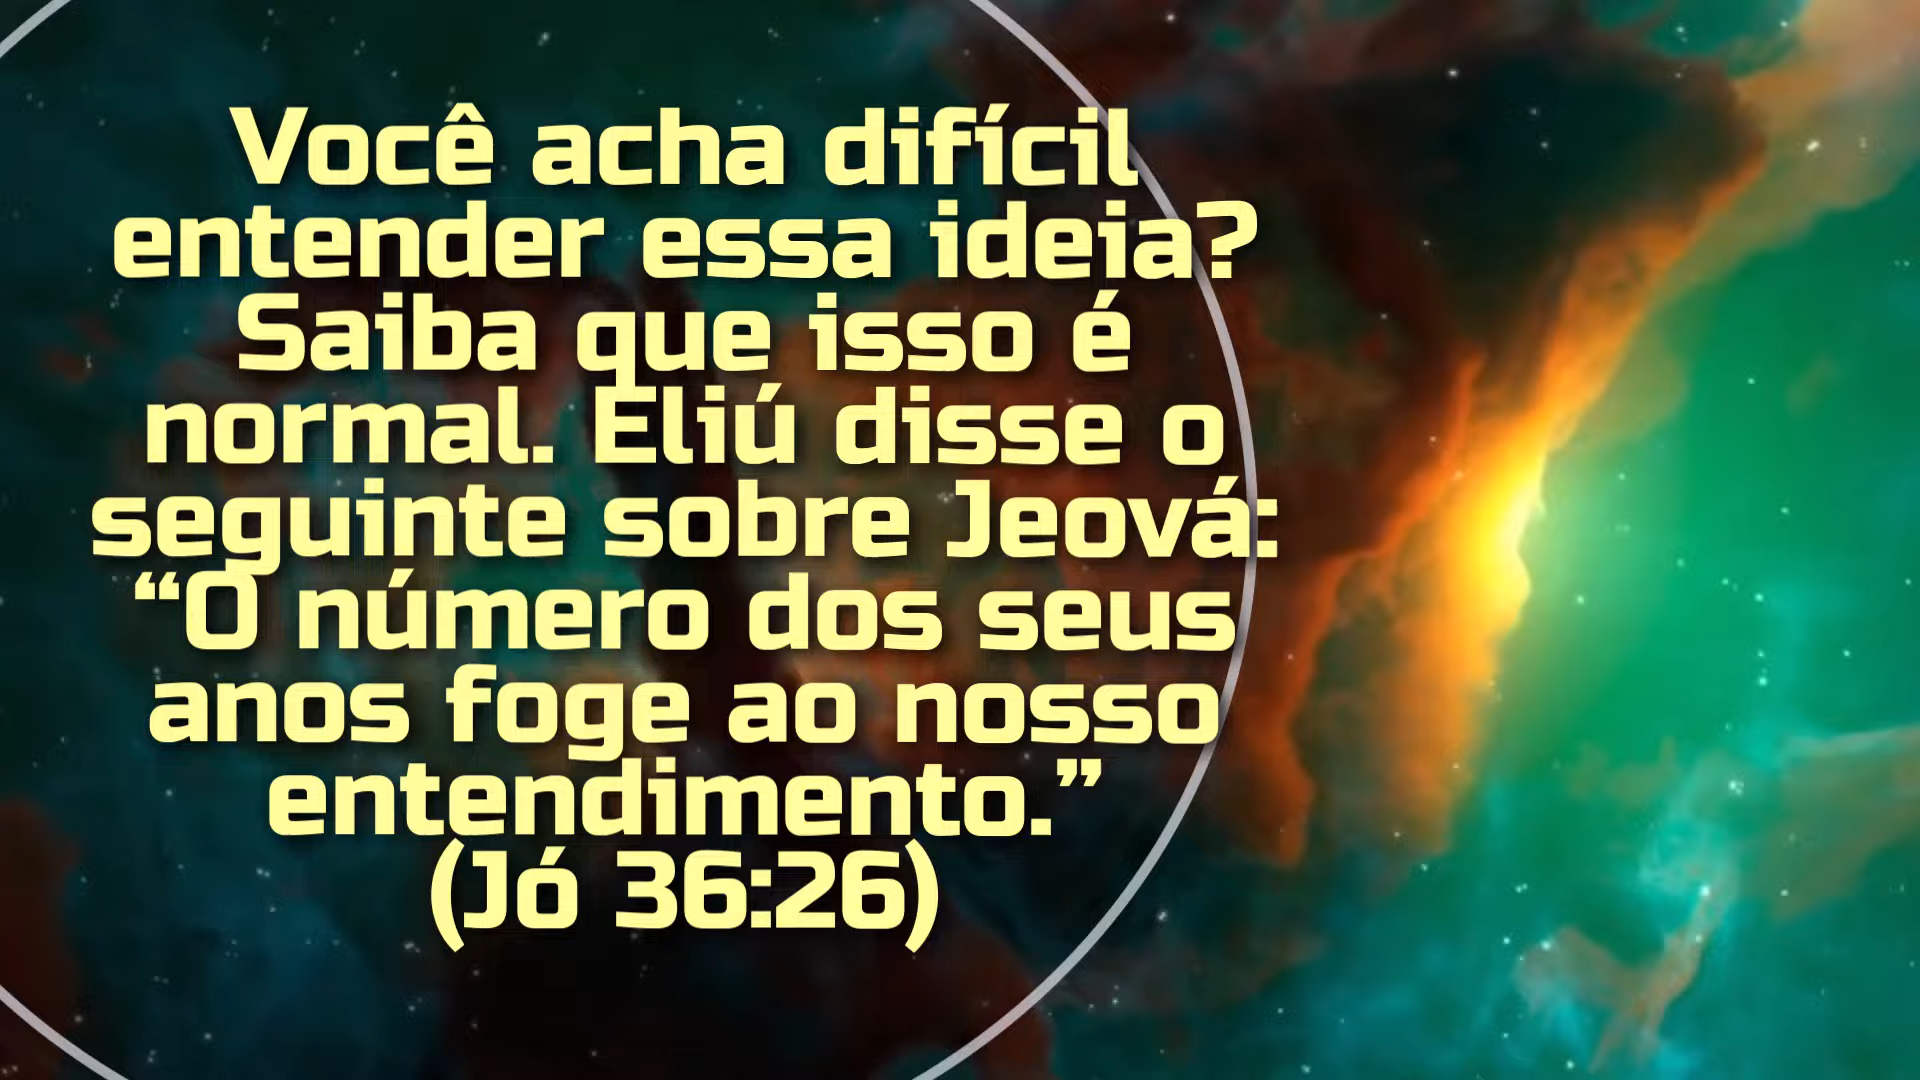 Você acha difícil
entender essa ideia?
Saiba que isso é
normal. Eliú disse o
seguinte sobre Jeová:
“O número dos seus
anos foge ao nosso
entendimento.”
(Jó 36:26)